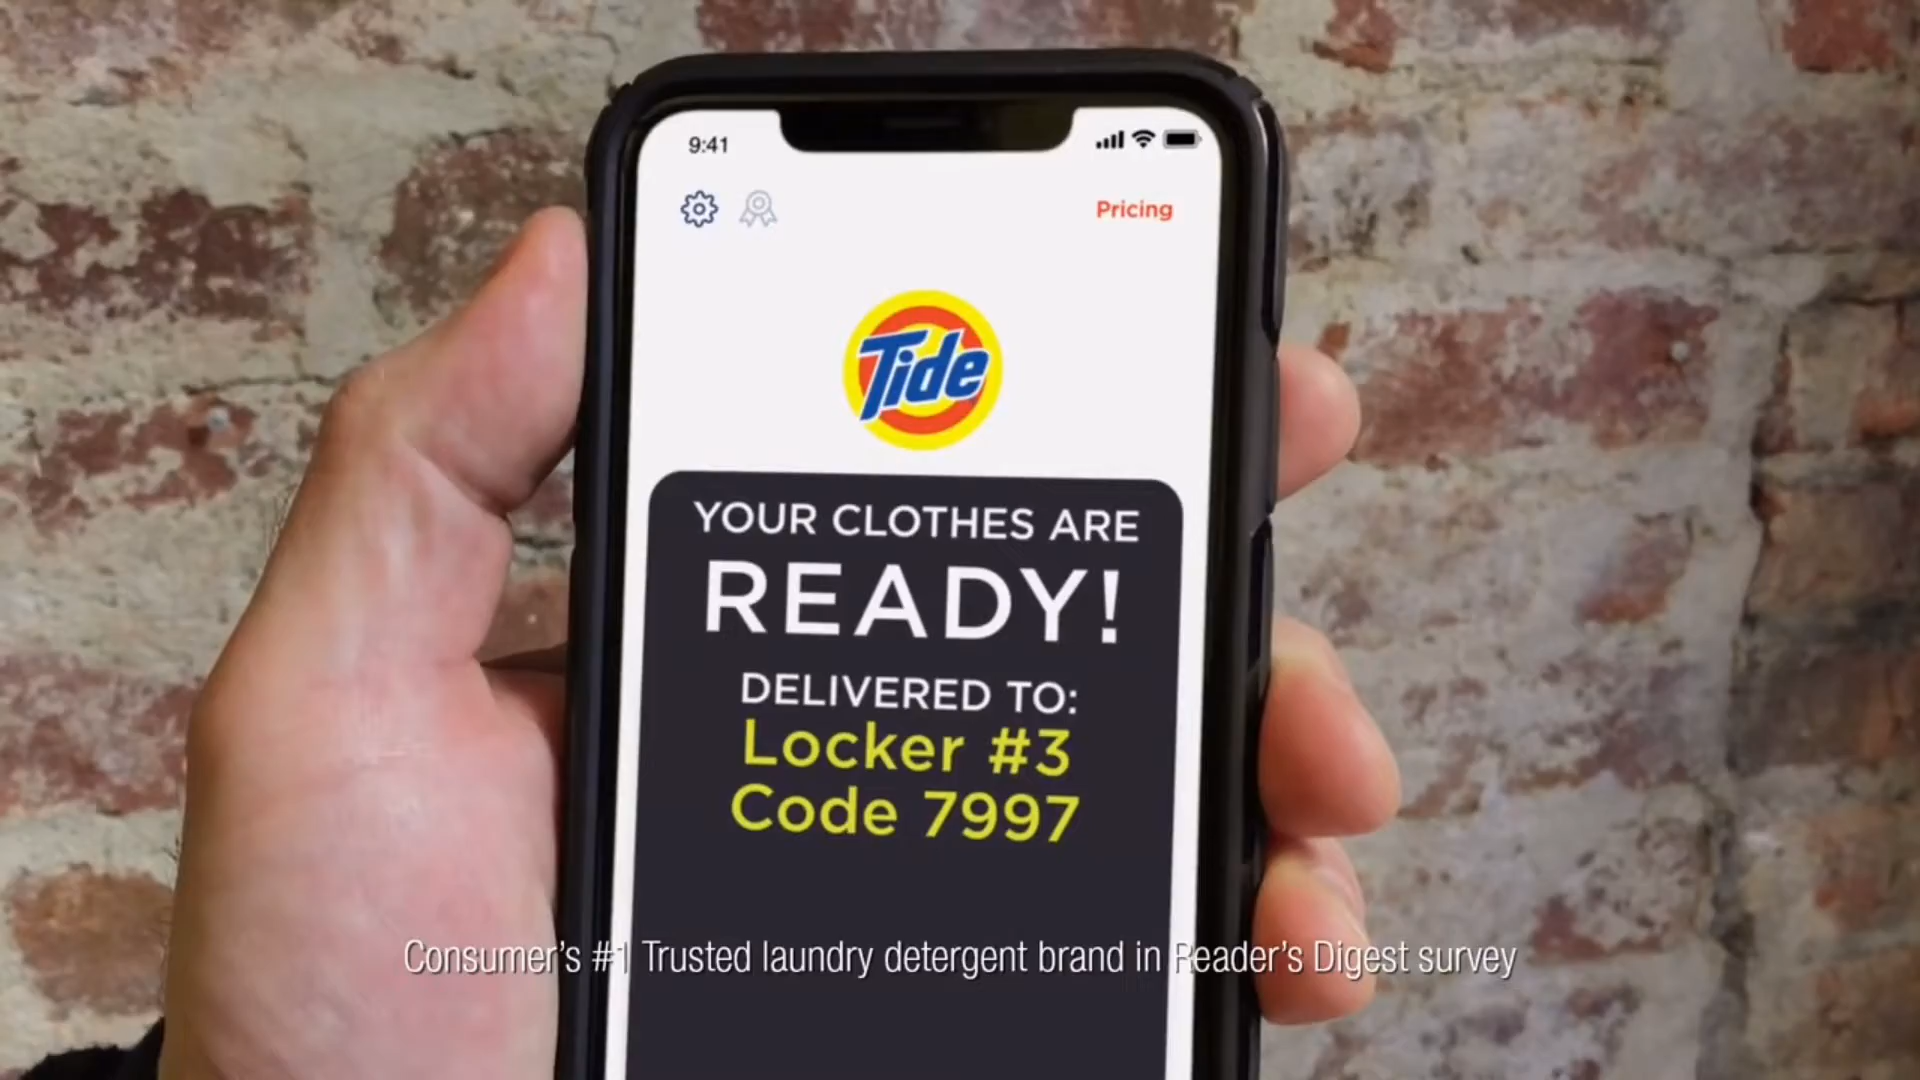 9:41
Pricing
Tide
YOUR CLOTHES ARE
READY!
DELIVERED TO:
Locker #3
Code 7997
Consumer's #1 Trusted laundry detergent brand in Reader's Digest survey